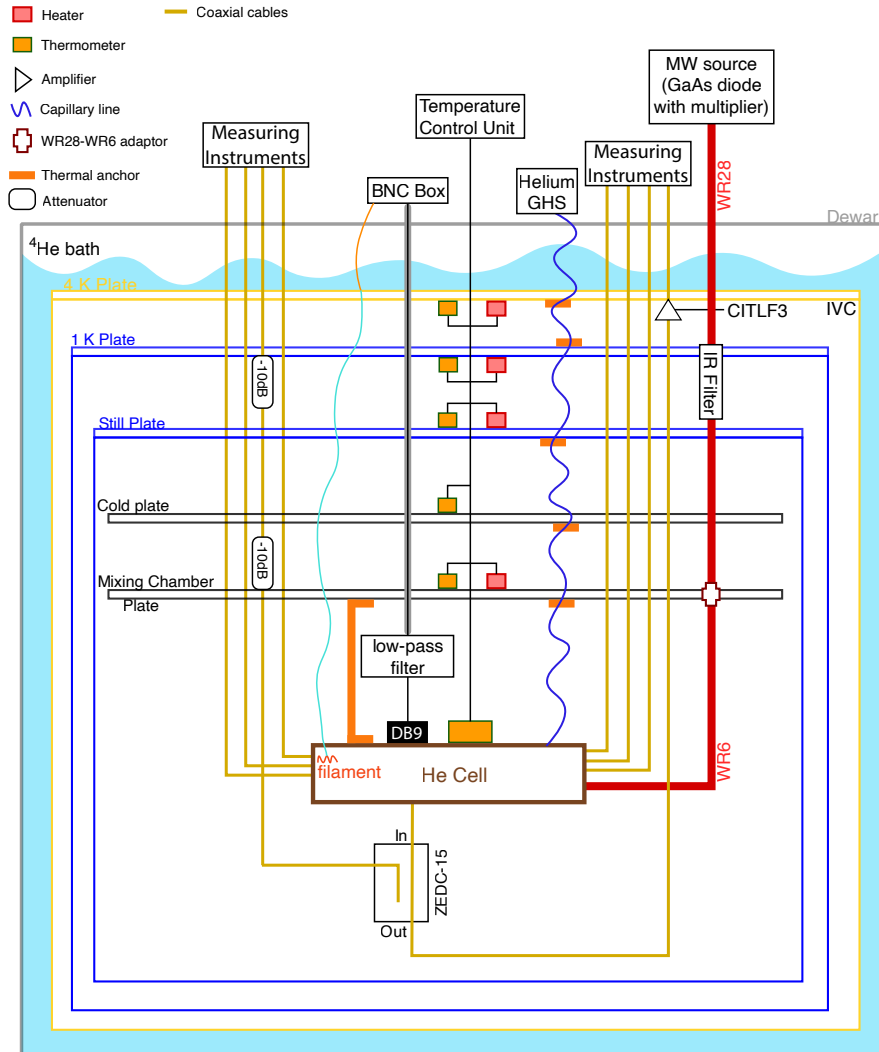 Heater
Coaxial cables
Thermometer
Amplifier
Capillary line
WR28-WR6 adaptor
Thermal anchor
Attenuator
Measuring
Instruments
BNC Box
Temperature
Control Unit
Helium
GHS
Measuring
Instruments
MW source
(GaAs diode
with multiplier)
WR28
Dewar
⁴He bath
4 K Plate
CITLF3
IVC
1 K Plate
-10dB
IR Filter
Still Plate
Cold plate
-10dB
Mixing Chamber
Plate
low-pass
filter
DB9
filament
He Cell
WR6
In
ZEDC-15
Out